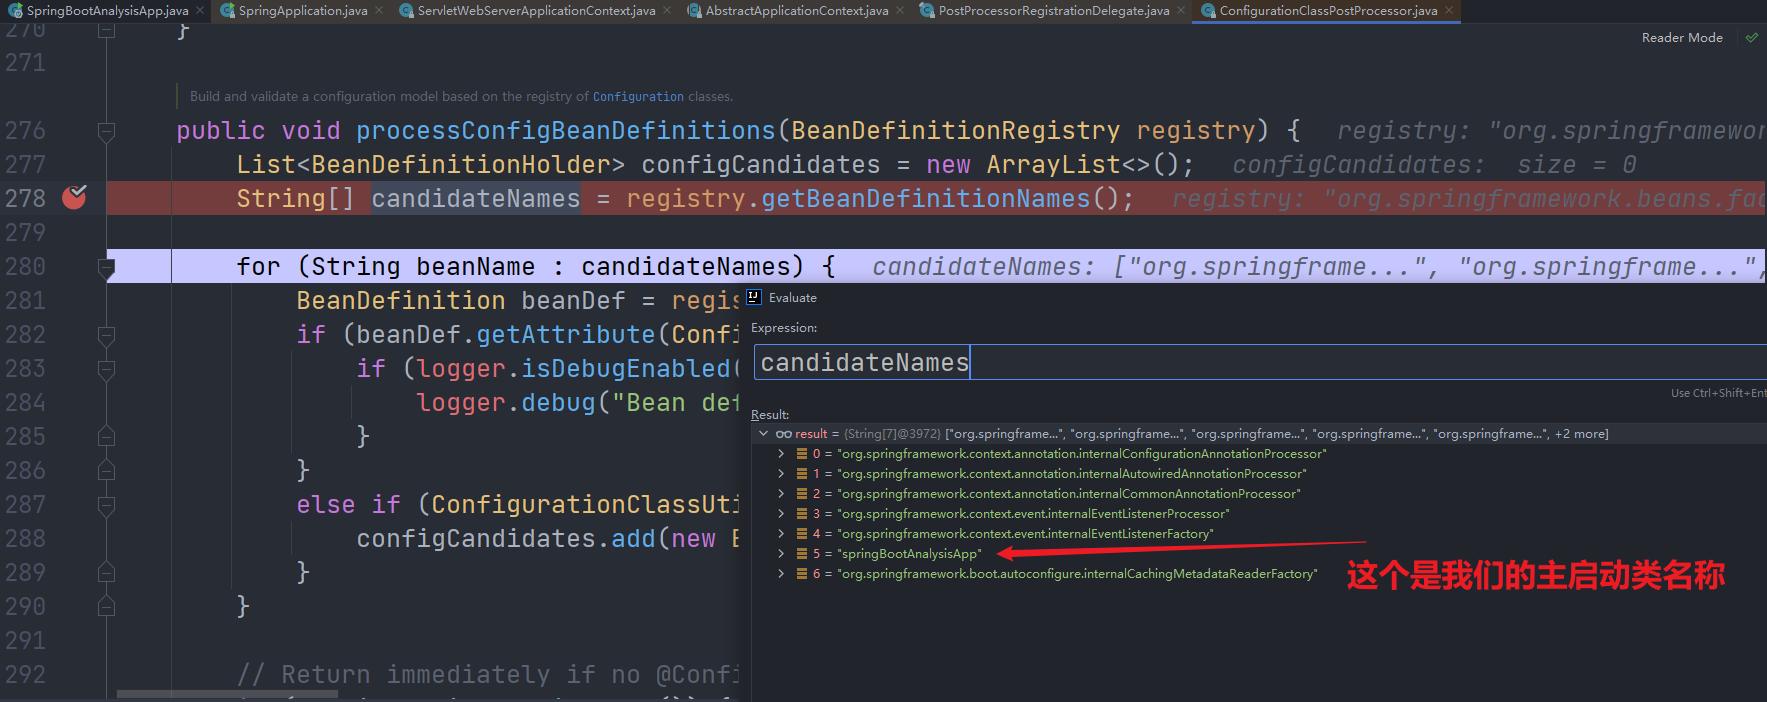 SpringBootAnalysisApp.java SpringApplication.java ServletWebServerApplicationContext.java AbstractApplicationContext.java PostProcessorRegistrationDelegate.java ConfigurationClassPostProcessor.java
270 }
Reader Mode
271
Build and validate a configuration model based on the registry of Configuration classes.
276 public void processConfigBeanDefinitions(BeanDefinitionRegistry registry) { registry: "org.springframewor
277 List<BeanDefinitionHolder> configCandidates = new ArrayList<>(); configCandidates: size = 0
278 String[] candidateNames = registry.getBeanDefinitionNames(); registry: "org.springframework.beans.fac
279
280 for (String beanName : candidateNames) { candidateNames: ["org.springframe...", "org.springframe...",
281 BeanDefinition beanDef = regis
282 if (beanDef.getAttribute(Confi
283 if (logger.isDebugEnabled(
284 logger.debug("Bean def
285 }
286 }
287 else if (ConfigurationClassUti
288 configCandidates.add(new B
289 }
290 }
291
292 // Return immediately if no @Confi
Evaluate
Expression:
candidateNames
Use Ctrl+Shift+Ent
Result:
result = {String[7]@3972} ["org.springframe...", "org.springframe...", "org.springframe...", "org.springframe...", "org.springframe...", +2 more]
0 = "org.springframework.context.annotation.internalConfigurationAnnotationProcessor"
1 = "org.springframework.context.annotation.internalAutowiredAnnotationProcessor"
2 = "org.springframework.context.annotation.internalCommonAnnotationProcessor"
3 = "org.springframework.context.event.internalEventListenerProcessor"
4 = "org.springframework.context.event.internalEventListenerFactory"
5 = "springBootAnalysisApp"
6 = "org.springframework.boot.autoconfigure.internalCachingMetadataReaderFactory"
这个是我们的主启动类名称